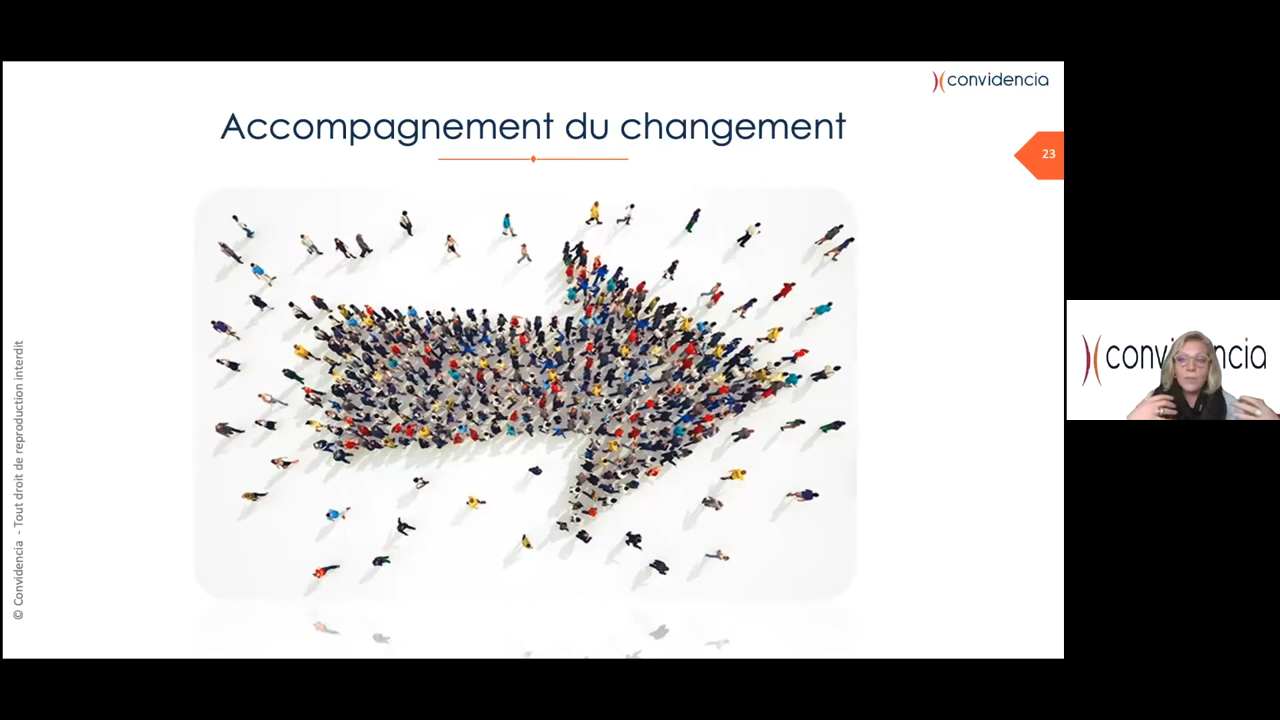 convidencia
Accompagnement du changement
23
© Convidencia - Tout droit de reproduction interdit
convidencia